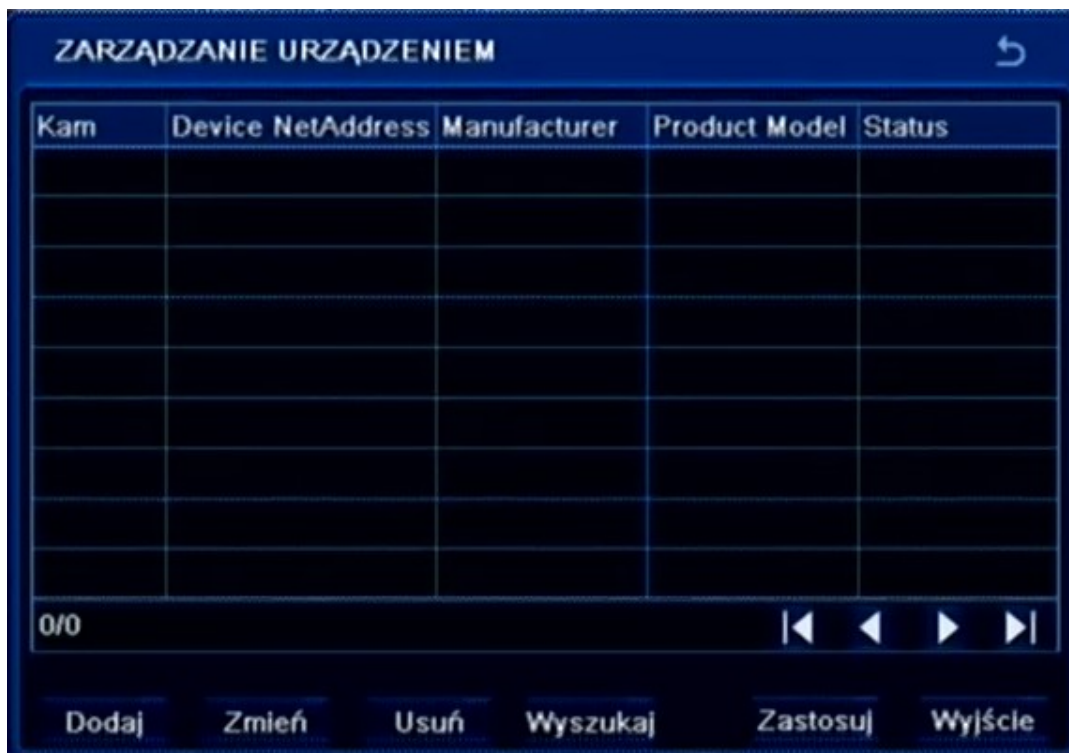 ZARZĄDZANIE URZĄDZENIEM
Kam Device NetAddress Manufacturer Product Model Status
0/0
Dodaj Zmień Usuń Wyszukaj Zastosuj Wyjście